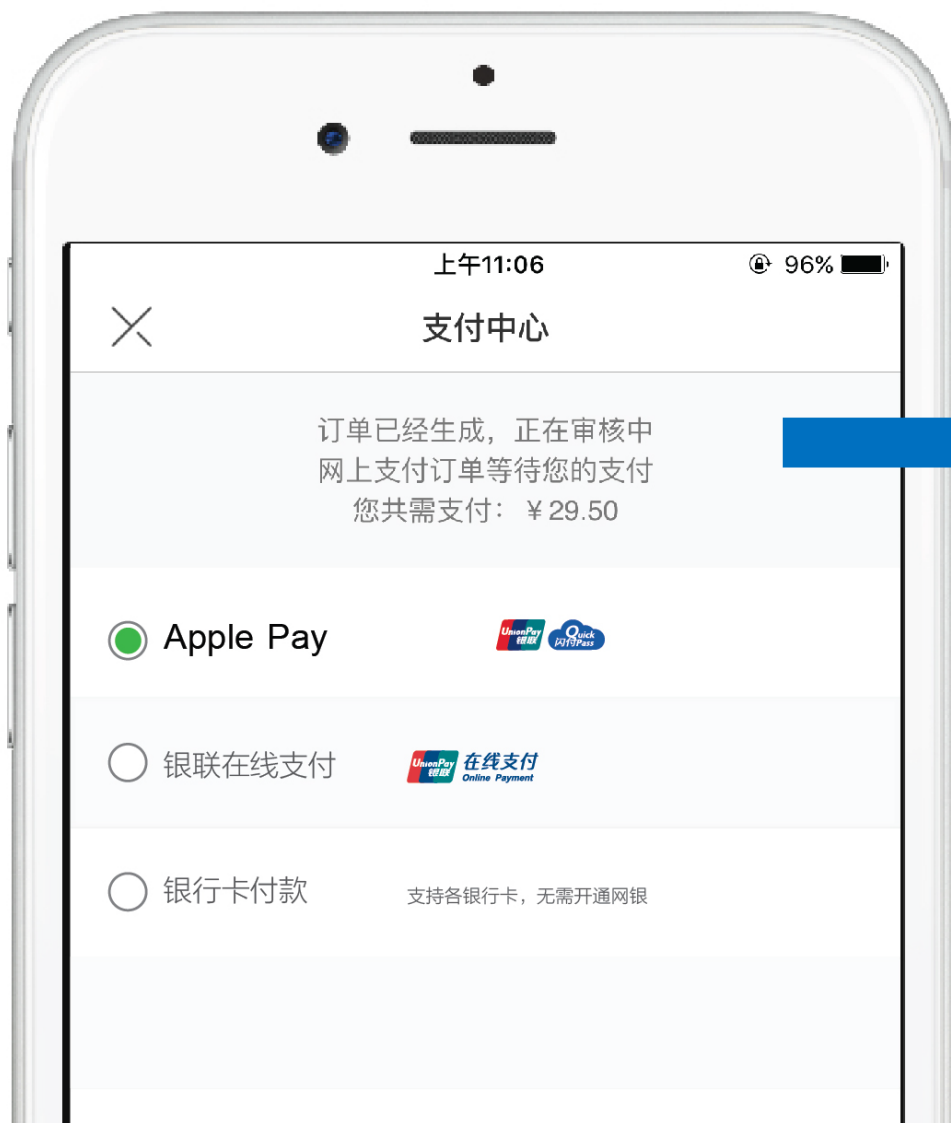 上午11:06 96%
支付中心
订单已经生成，正在审核中
网上支付订单等待您的支付
您共需支付：￥29.50
Apple Pay UnionPay 银联 Quick Pass 闪付
银联在线支付 UnionPay 银联 在线支付 Online Payment
银行卡付款 支持各银行卡，无需开通网银